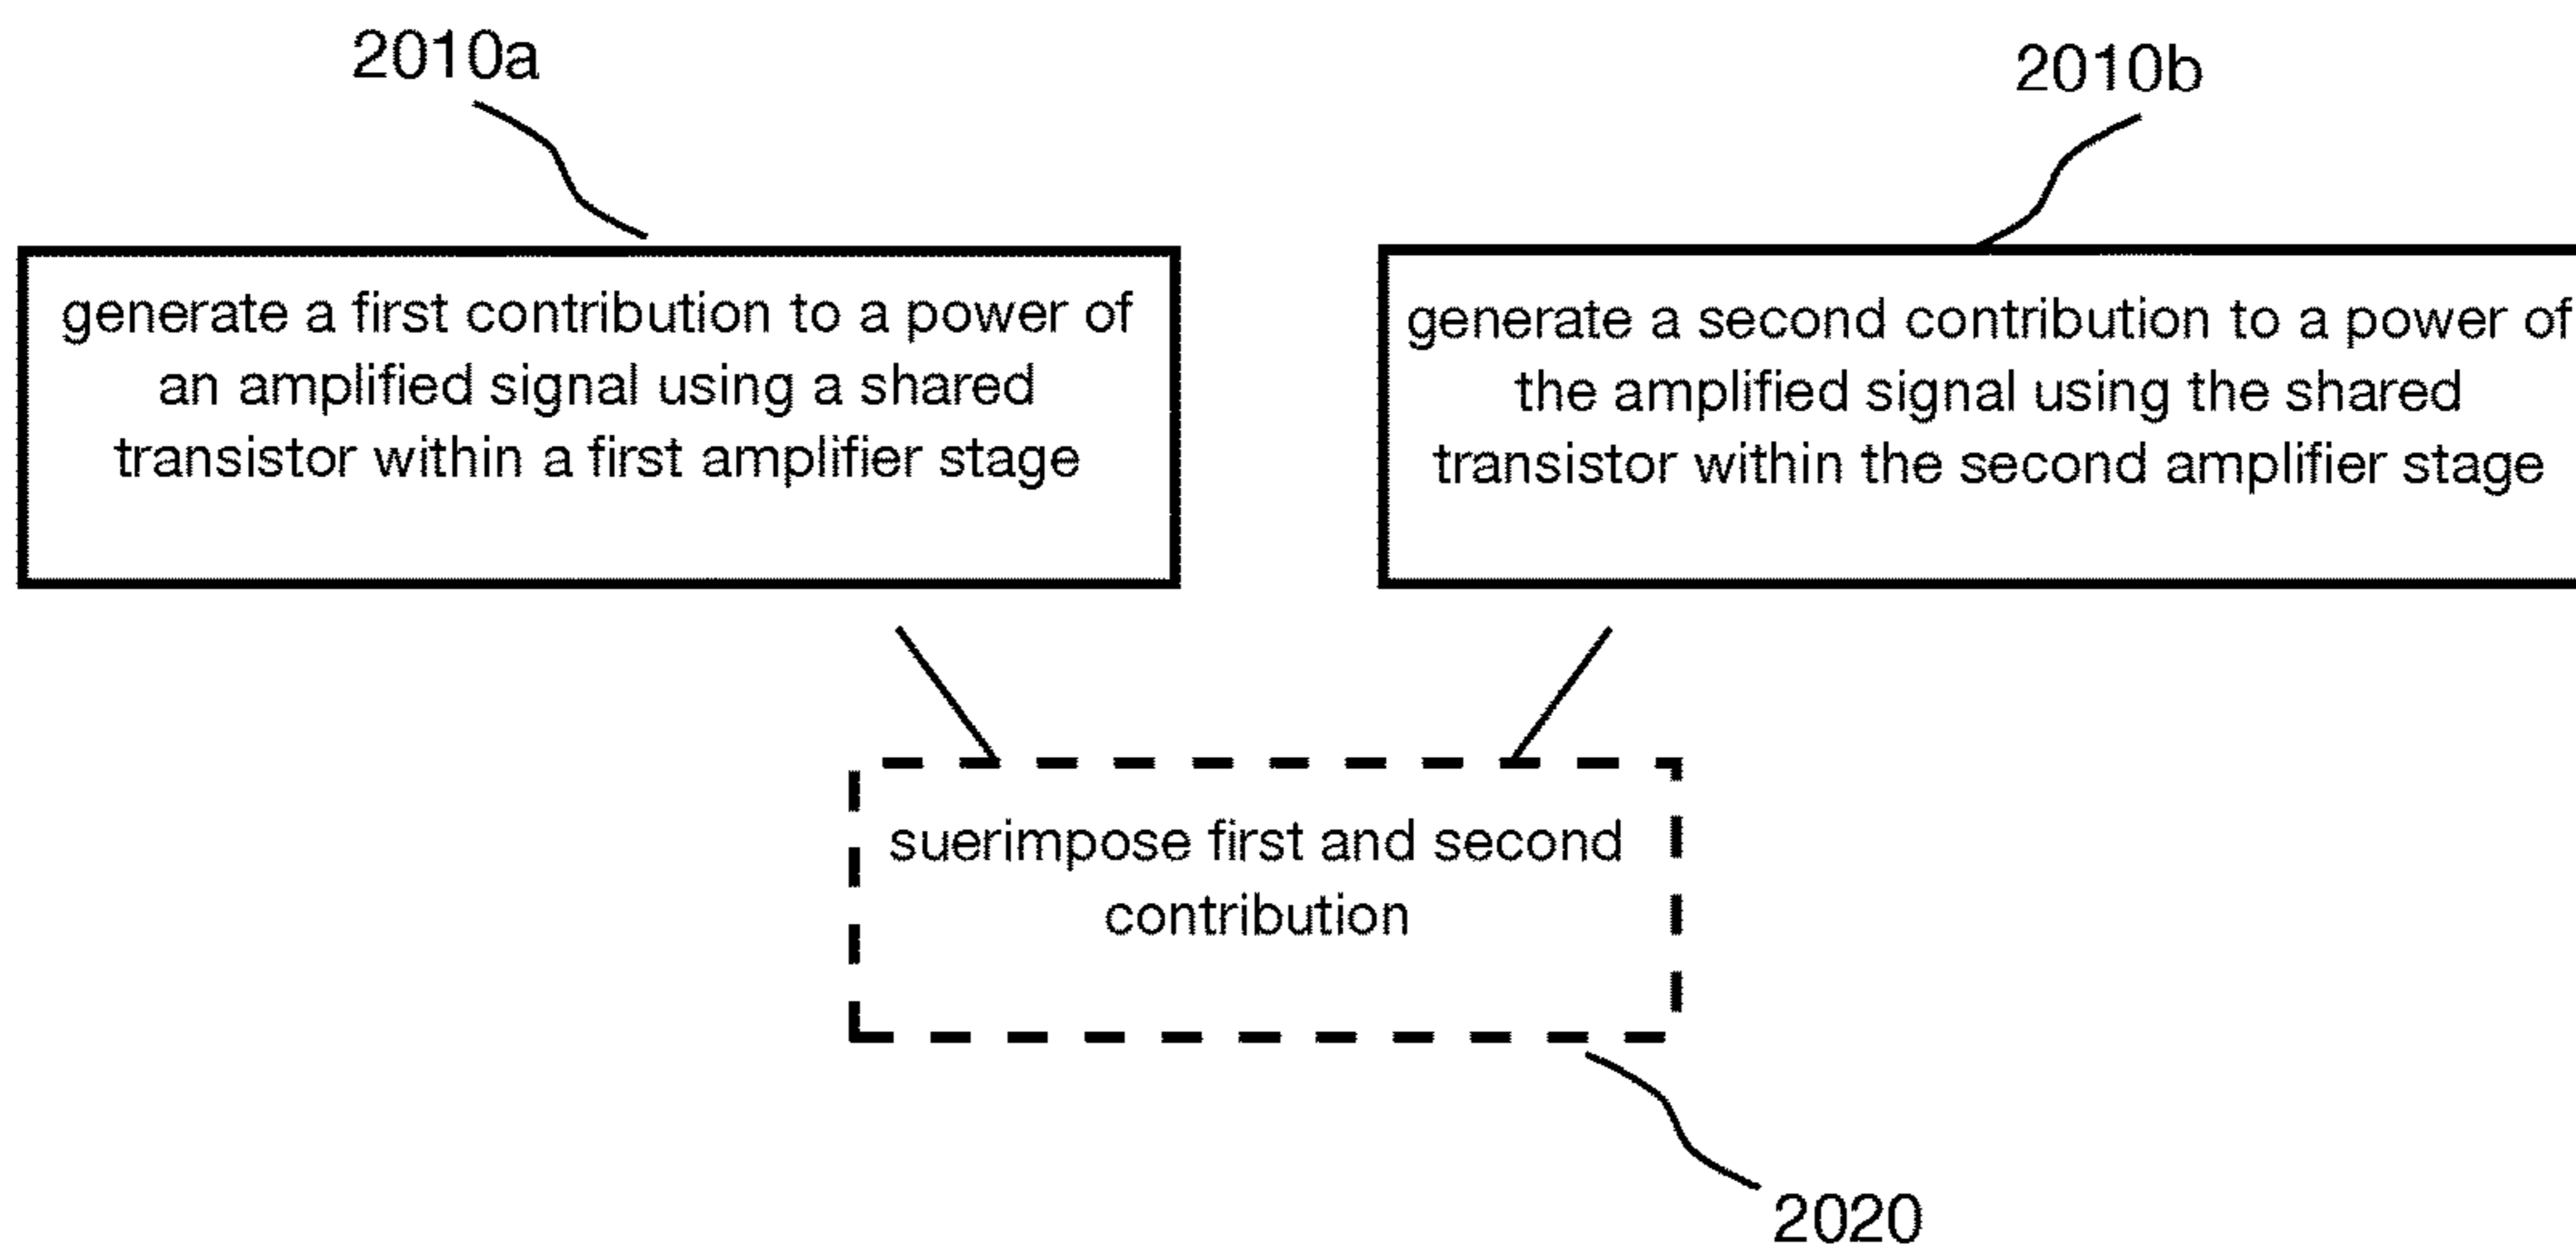 2010a
2010b
generate a first contribution to a power of
an amplified signal using a shared
transistor within a first amplifier stage
generate a second contribution to a power of
the amplified signal using the shared
transistor within the second amplifier stage
suerimpose first and second
contribution
2020